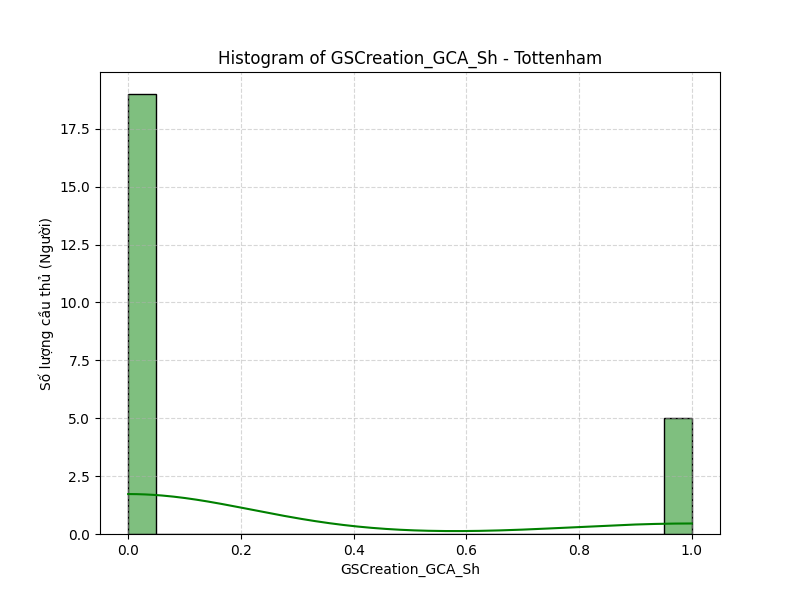 Histogram of GSCreation_GCA_Sh - Tottenham
Số lượng cầu thủ (Người)
17.5
15.0
12.5
10.0
7.5
5.0
2.5
0.0
0.0 0.2 0.4 0.6 0.8 1.0
GSCreation_GCA_Sh